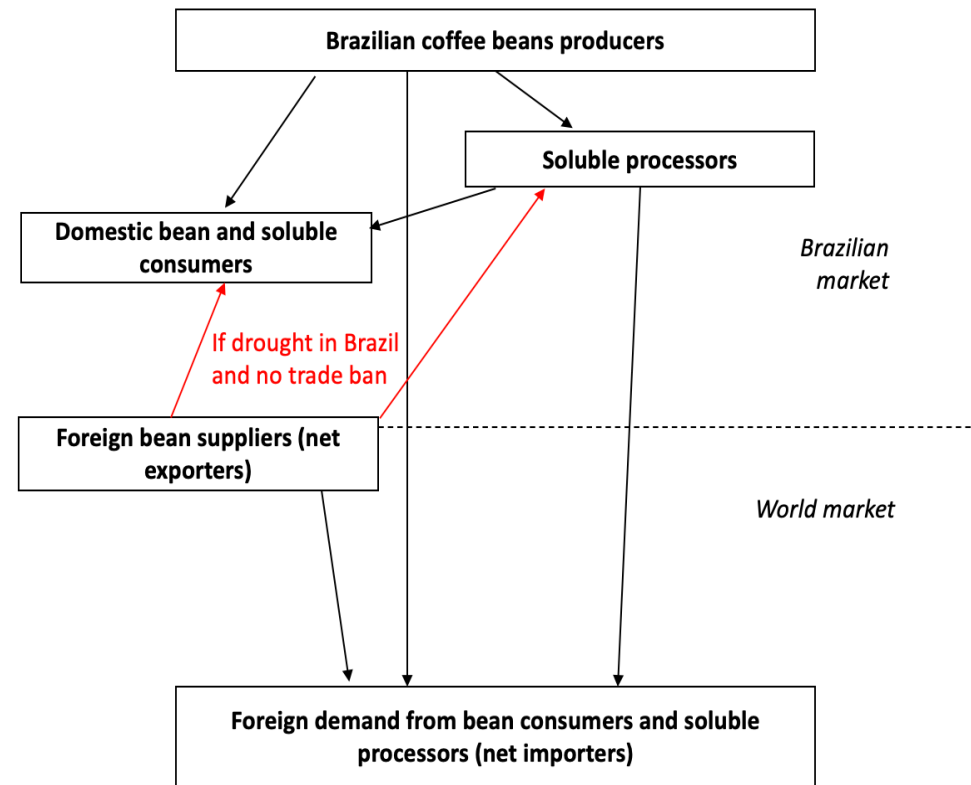 Brazilian coffee beans producers
Soluble processors
Domestic bean and soluble
consumers
Brazilian
market
If drought in Brazil
and no trade ban
Foreign bean suppliers (net
exporters)
World market
Foreign demand from bean consumers and soluble
processors (net importers)